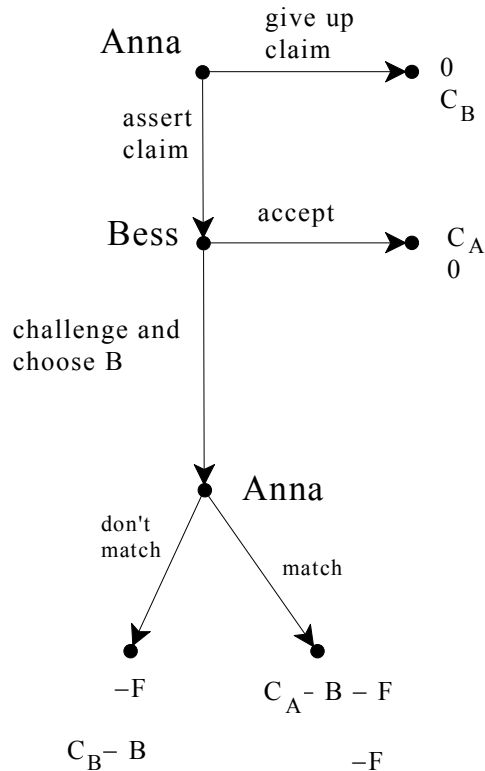 Anna
give up
claim
0
C_B
assert
claim
Bess
accept
C_A
0
challenge and
choose B
Anna
don't
match
match
–F
C_A – B – F
C_B – B
–F